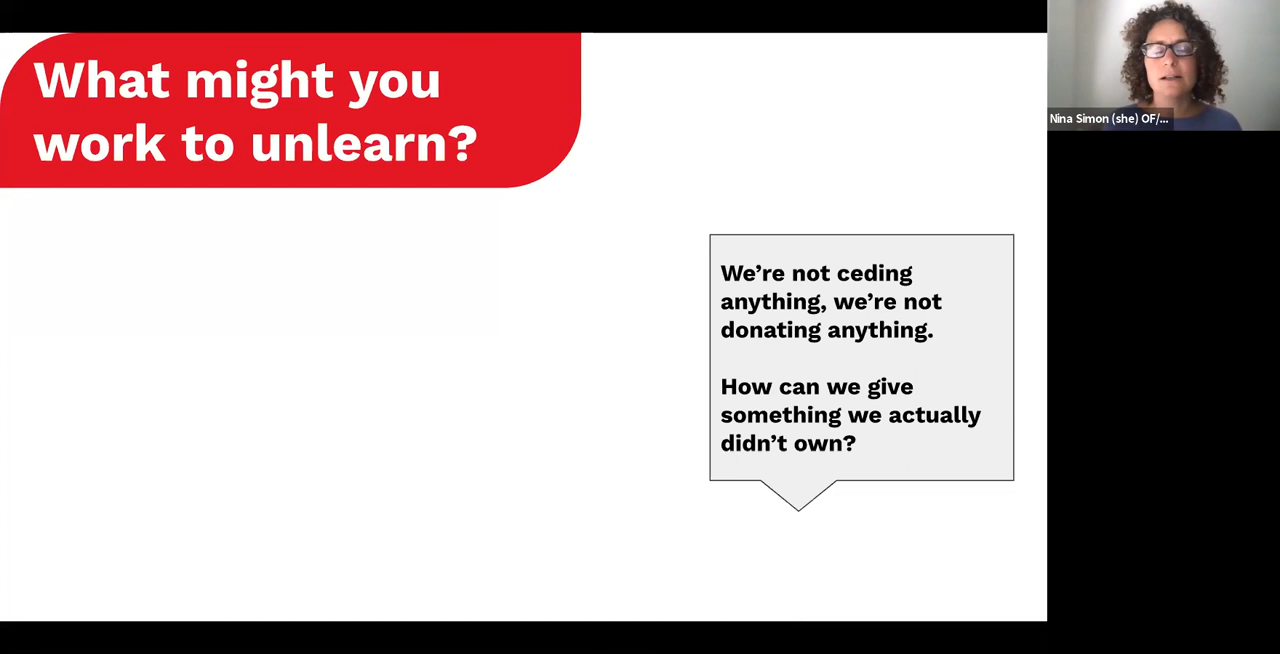 What might you
work to unlearn?
Nina Simon (she) OF/...
We’re not ceding
anything, we’re not
donating anything.
How can we give
something we actually
didn’t own?